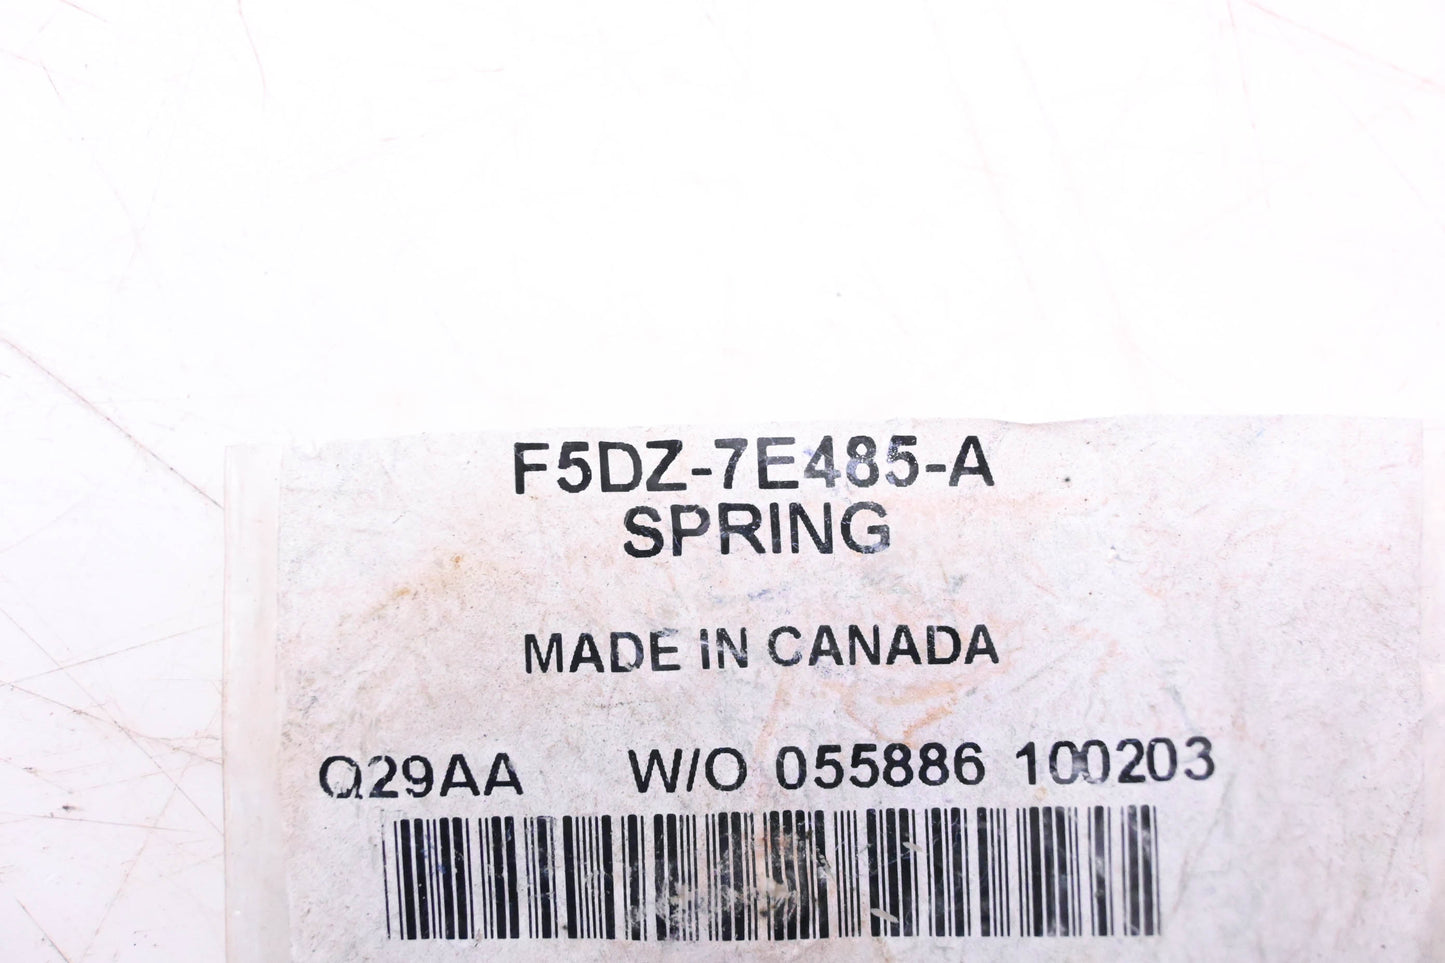 F5DZ-7E485-A
SPRING
MADE IN CANADA
Q29AA W/O 055886 100203